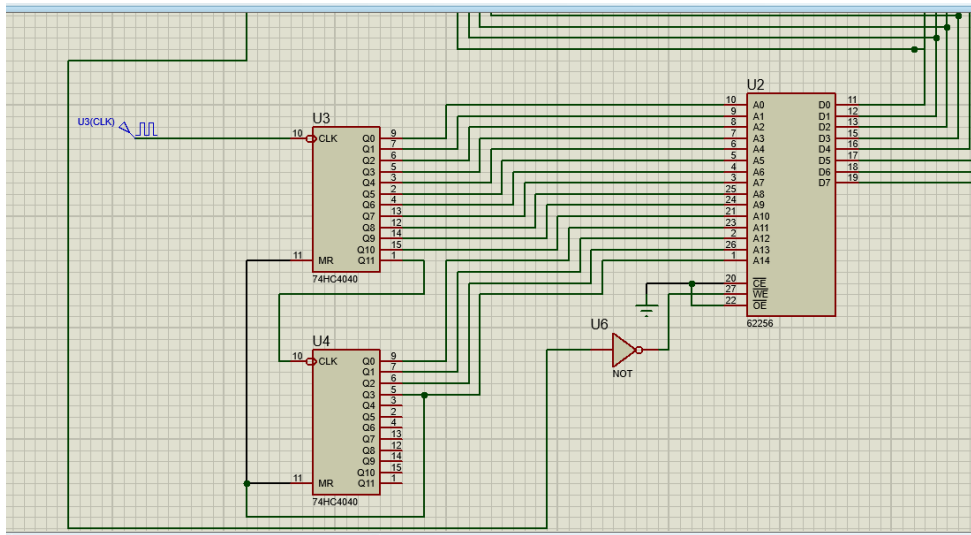 U3(CLK)
U3
10 CLK
Q0 9
Q1 7
Q2 6
Q3 5
Q4 3
Q5 2
Q6 4
Q7 13
Q8 12
Q9 14
Q10 15
11 MR Q11 1
74HC4040
U2
10 A0 D0 11
9 A1 D1 12
8 A2 D2 13
7 A3 D3 15
6 A4 D4 16
5 A5 D5 17
4 A6 D6 18
3 A7 D7 19
25 A8
24 A9
21 A10
23 A11
2 A12
26 A13
1 A14
20 CE
27 WE
22 OE
62256
U6
NOT
U4
10 CLK Q0 9
Q1 7
Q2 6
Q3 5
Q4 3
Q5 2
Q6 4
Q7 13
Q8 12
Q9 14
Q10 15
11 MR Q11 1
74HC4040